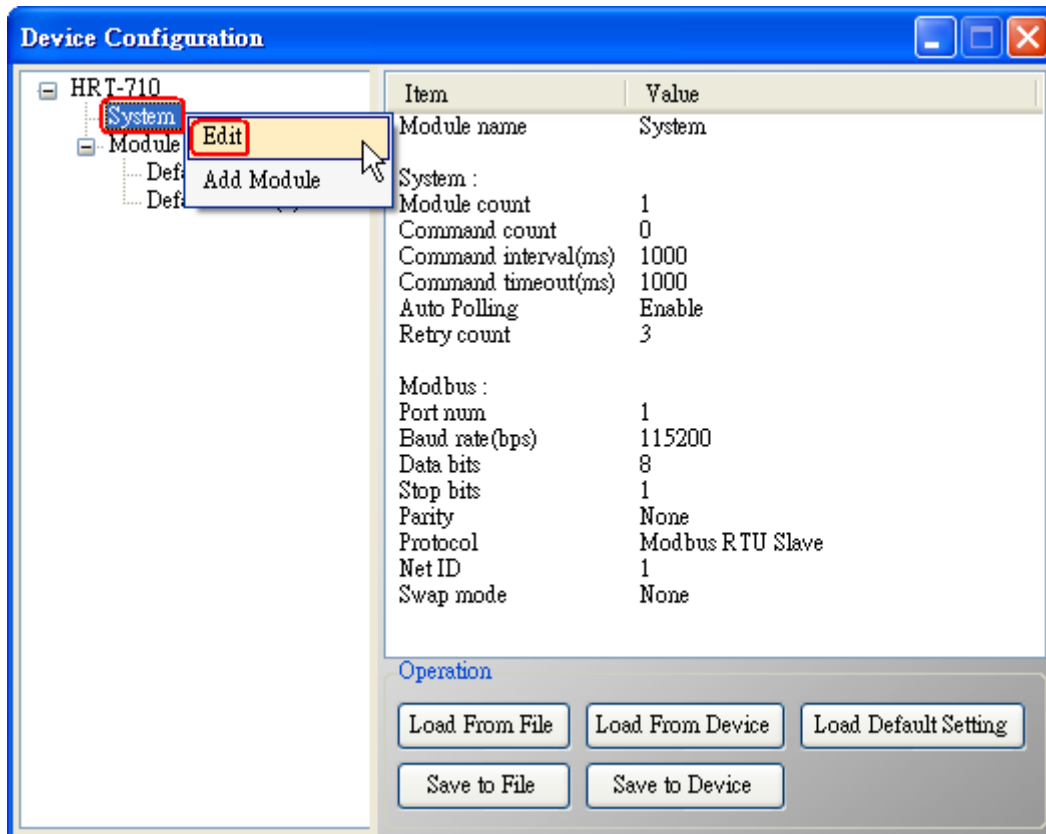 Device Configuration
HRT-710
System
Module
Edit
Add Module
Item Value
Module name System
System :
Module count 1
Command count 0
Command interval(ms) 1000
Command timeout(ms) 1000
Auto Polling Enable
Retry count 3
Modbus :
Port num 1
Baud rate(bps) 115200
Data bits 8
Stop bits 1
Parity None
Protocol Modbus RTU Slave
Net ID 1
Swap mode None
Operation
Load From File Load From Device Load Default Setting
Save to File Save to Device